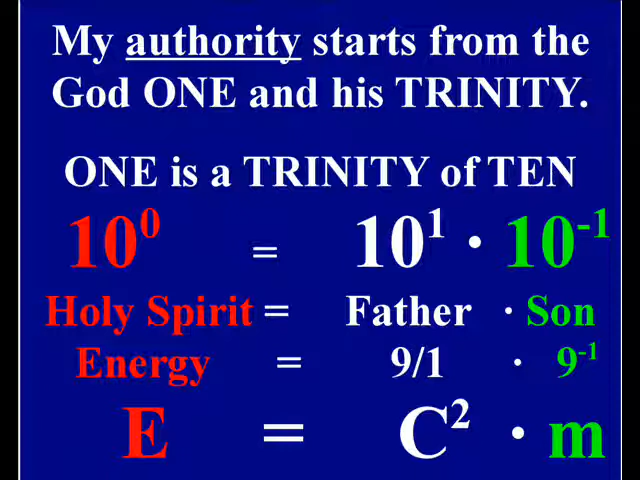 My authority starts from the
God ONE and his TRINITY.
ONE is a TRINITY of TEN
10⁰ = 10¹ · 10⁻¹
Holy Spirit = Father · Son
Energy = 9/1 · 9⁻¹
E = C² · m